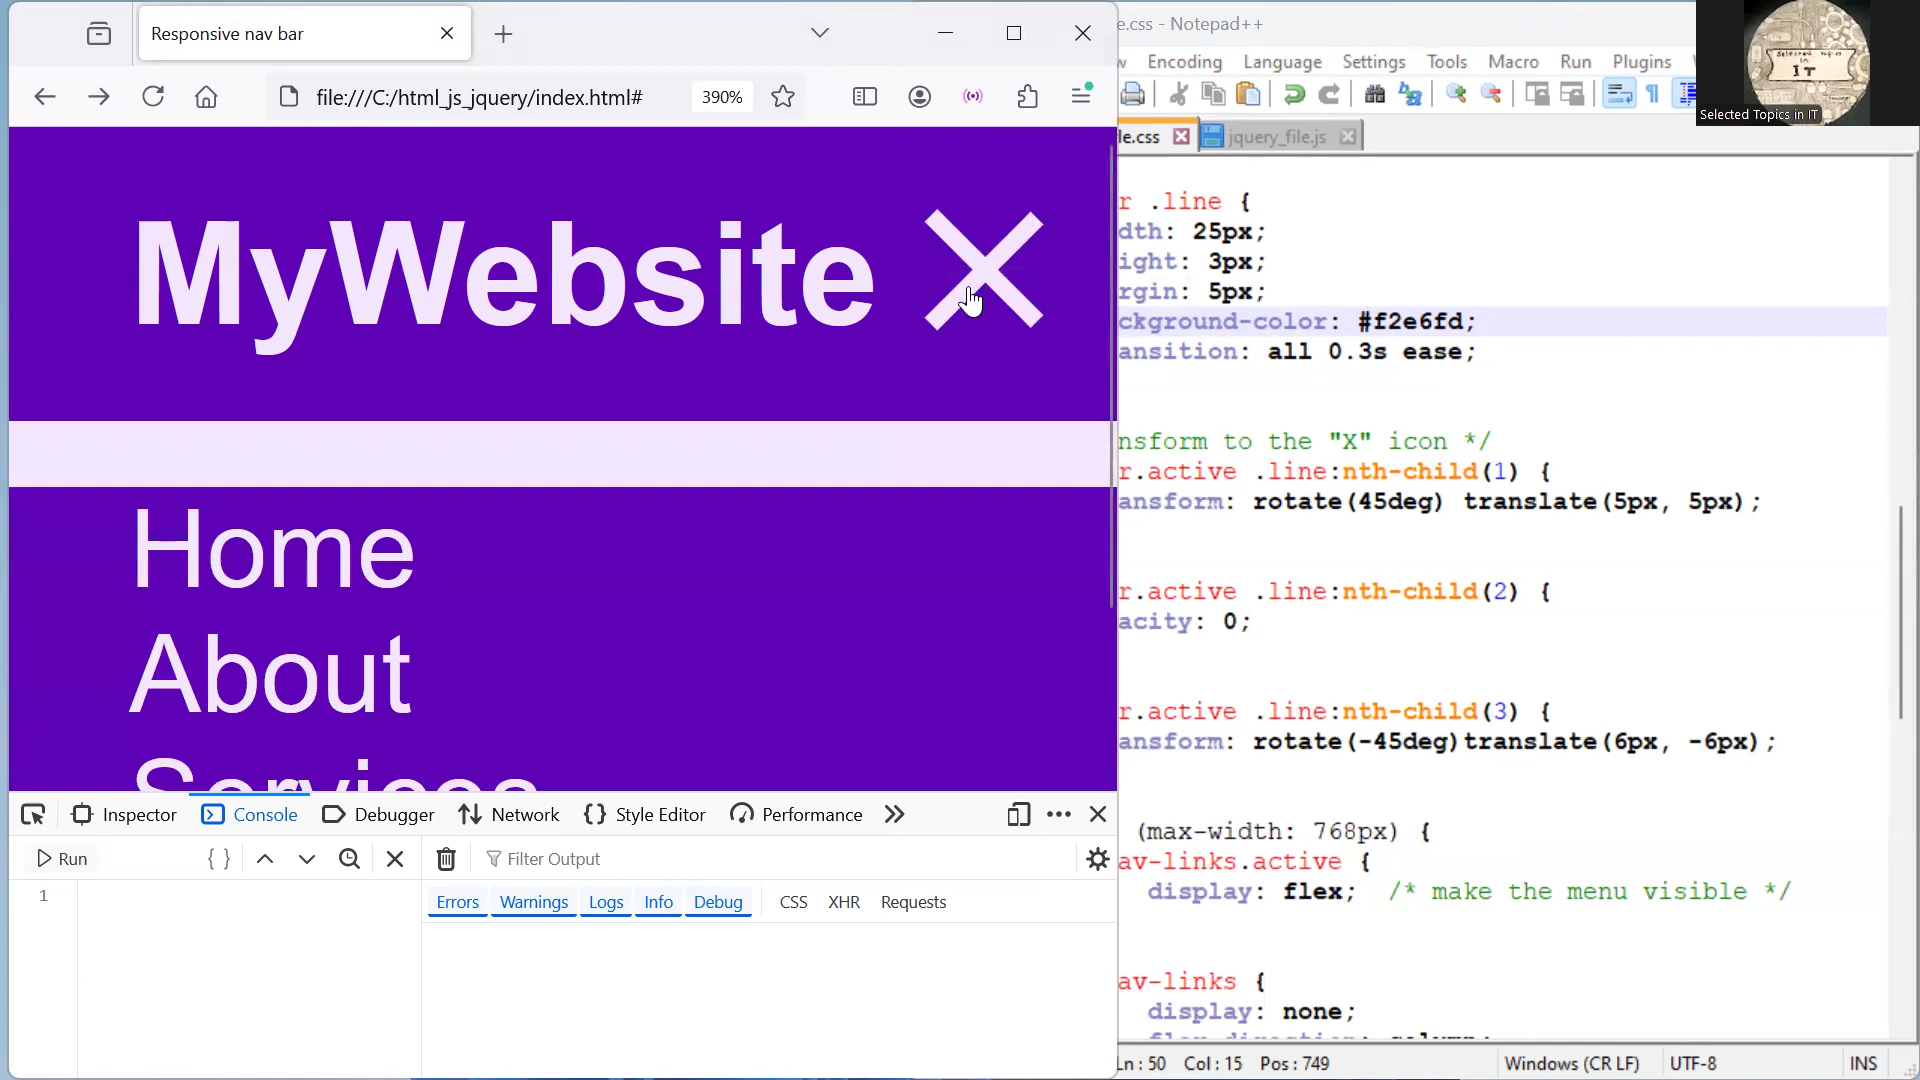 Responsive nav bar
e.css - Notepad++
file:///C:/html_js_jquery/index.html#
390%
Encoding Language Settings Tools Macro Run Plugins
Selected Topics in IT
le.css
jquery_file.js
MyWebsite
Home
About
Services
r .line {
dth: 25px;
ight: 3px;
rgin: 5px;
ckground-color: #f2e6fd;
ansition: all 0.3s ease;
nsform to the "X" icon */
r.active .line:nth-child(1) {
ansform: rotate(45deg) translate(5px, 5px);
r.active .line:nth-child(2) {
acity: 0;
r.active .line:nth-child(3) {
ansform: rotate(-45deg)translate(6px, -6px);
(max-width: 768px) {
av-links.active {
display: flex; /* make the menu visible */
av-links {
display: none;
Inspector Console Debugger Network Style Editor Performance
Run
Filter Output
1
Errors Warnings Logs Info Debug CSS XHR Requests
Ln : 50 Col : 15 Pos : 749
Windows (CR LF)
UTF-8
INS